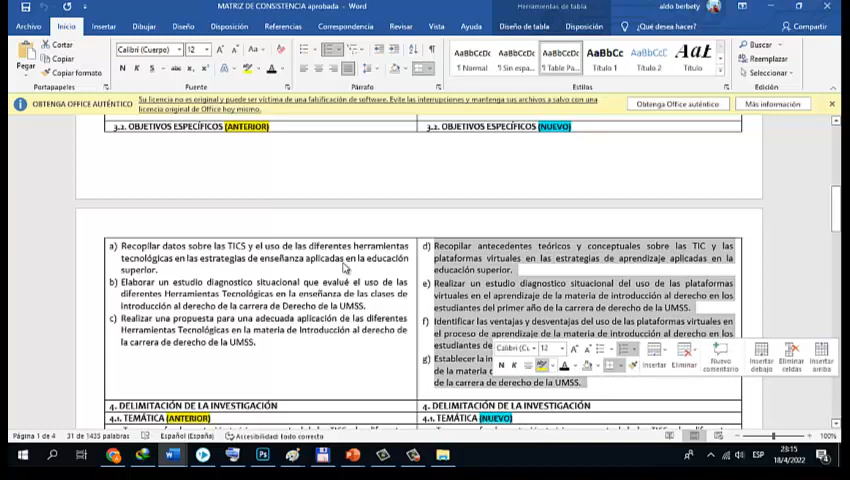 MATRIZ DE CONSISTENCIA aprobada - Word
Herramientas de tabla
aldo berbety
Archivo Inicio Insertar Dibujar Diseño Disposición Referencias Correspondencia Revisar Vista Ayuda Diseño de tabla Disposición ¿Qué desea hacer? Compartir
Pegar
Cortar
Copiar
Copiar formato
Portapapeles
Calibri (Cuerpo) 12
Fuente
Párrafo
AaBbCcDc AaBbCcDc AaBbCcDc AaBbCc AaBbCcC AaB
¶ Normal ¶ Sin espa... ¶ Table Pa... Título 1 Título 2 Título
Estilos
Buscar
Reemplazar
Seleccionar
Edición
OBTENGA OFFICE AUTÉNTICO
Su licencia no es original y puede ser víctima de una falsificación de software. Evite las interrupciones y mantenga sus archivos a salvo con una
licencia original de Office hoy mismo.
Obtenga Office auténtico
Más información
3.2. OBJETIVOS ESPECÍFICOS (ANTERIOR)
3.2. OBJETIVOS ESPECÍFICOS (NUEVO)
a) Recopilar datos sobre las TICS y el uso de las diferentes herramientas
tecnológicas en las estrategias de enseñanza aplicadas en la educación
superior.
b) Elaborar un estudio diagnostico situacional que evalué el uso de las
diferentes Herramientas Tecnológicas en la enseñanza de las clases de
introducción al derecho de la carrera de Derecho de la UMSS.
c) Realizar una propuesta para una adecuada aplicación de las diferentes
Herramientas Tecnológicas en la materia de Introducción al derecho de
la carrera de derecho de la UMSS.
d) Recopilar antecedentes teóricos y conceptuales sobre las TIC y las
plataformas virtuales en las estrategias de aprendizaje aplicadas en la
educación superior.
e) Realizar un estudio diagnostico situacional del uso de las plataformas
virtuales en el aprendizaje de la materia de introducción al derecho en los
estudiantes del primer año de la carrera de derecho de la UMSS.
f) Identificar las ventajas y desventajas del uso de las plataformas virtuales en
el proceso de aprendizaje de la materia de introducción al derecho en los
estudiantes de
g) Establecer la in
de la materia d
de la carrera de derecho de la UMSS.
Calibri (Cu 12
N K
Insertar Eliminar
Nuevo comentario
Insertar debajo
Eliminar celdas
Insertar arriba
4. DELIMITACIÓN DE LA INVESTIGACIÓN
4. DELIMITACIÓN DE LA INVESTIGACIÓN
4.1. TEMÁTICA (ANTERIOR)
4.1. TEMÁTICA (NUEVO)
Página 1 de 4 31 de 1435 palabras Español (España) Accesibilidad: todo correcto 100%
ESP
23:15
18/4/2022